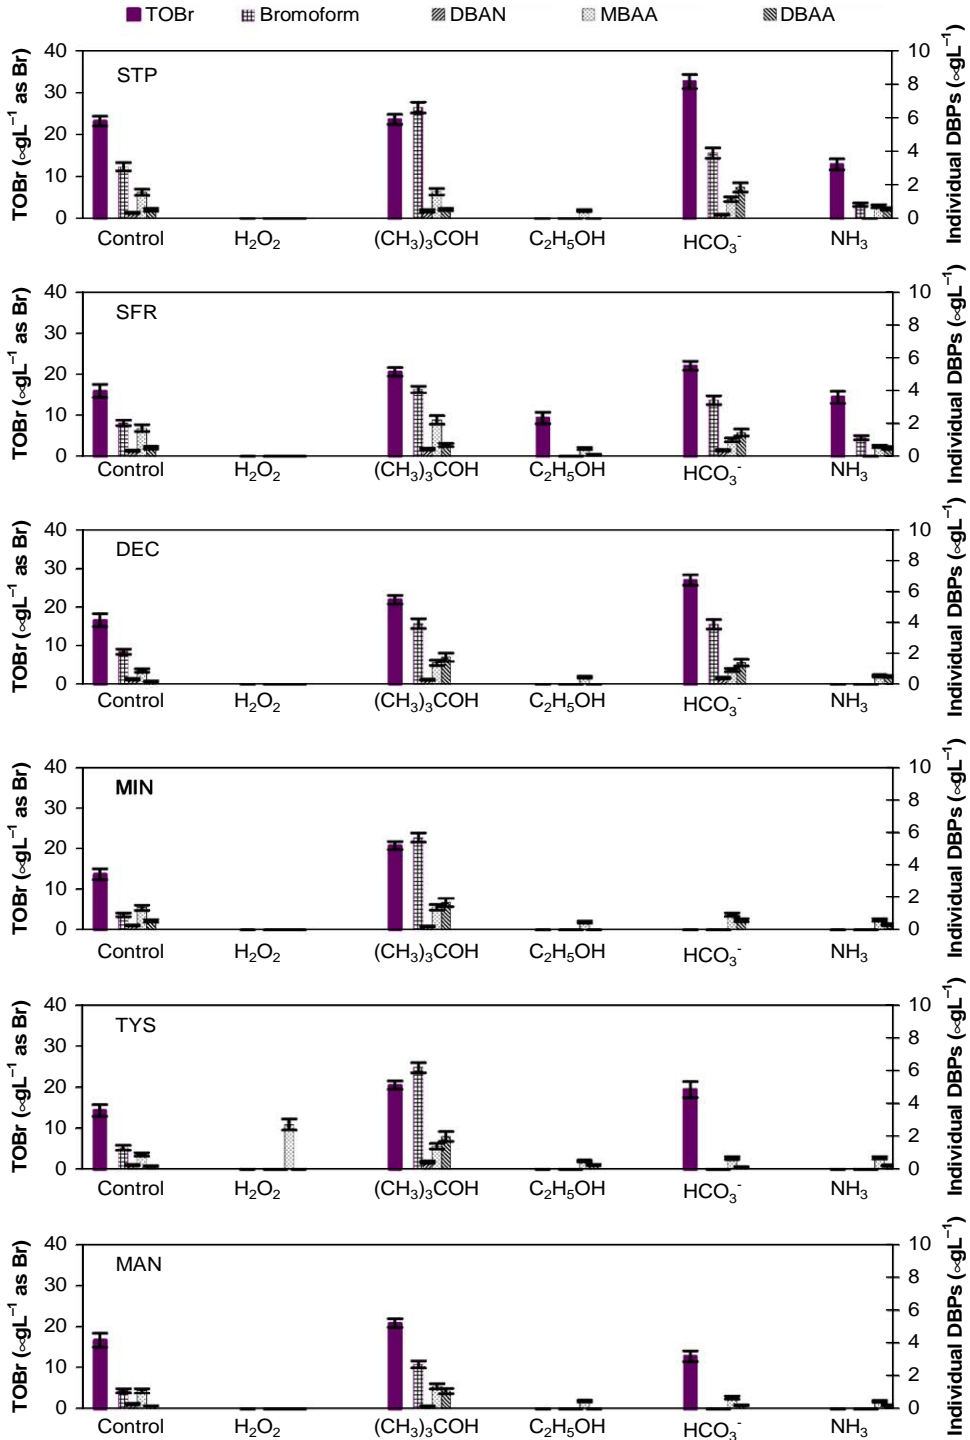 TOBr Bromoform DBAN MBAA DBAA
TOBr (∝gL⁻¹ as Br)
40
30
20
10
0
STP
Control H₂O₂ (CH₃)₃COH C₂H₅OH HCO₃⁻ NH₃
10
8
6
4
2
0
Individual DBPs (∝gL⁻¹)
TOBr (∝gL⁻¹ as Br)
40
30
20
10
0
SFR
Control H₂O₂ (CH₃)₃COH C₂H₅OH HCO₃⁻ NH₃
10
8
6
4
2
0
Individual DBPs (∝gL⁻¹)
TOBr (∝gL⁻¹ as Br)
40
30
20
10
0
DEC
Control H₂O₂ (CH₃)₃COH C₂H₅OH HCO₃⁻ NH₃
10
8
6
4
2
0
Individual DBPs (∝gL⁻¹)
TOBr (∝gL⁻¹ as Br)
40
30
20
10
0
MIN
Control H₂O₂ (CH₃)₃COH C₂H₅OH HCO₃⁻ NH₃
10
8
6
4
2
0
Individual DBPs (∝gL⁻¹)
TOBr (∝gL⁻¹ as Br)
40
30
20
10
0
TYS
Control H₂O₂ (CH₃)₃COH C₂H₅OH HCO₃⁻ NH₃
10
8
6
4
2
0
Individual DBPs (∝gL⁻¹)
TOBr (∝gL⁻¹ as Br)
40
30
20
10
0
MAN
Control H₂O₂ (CH₃)₃COH C₂H₅OH HCO₃⁻ NH₃
10
8
6
4
2
0
Individual DBPs (∝gL⁻¹)